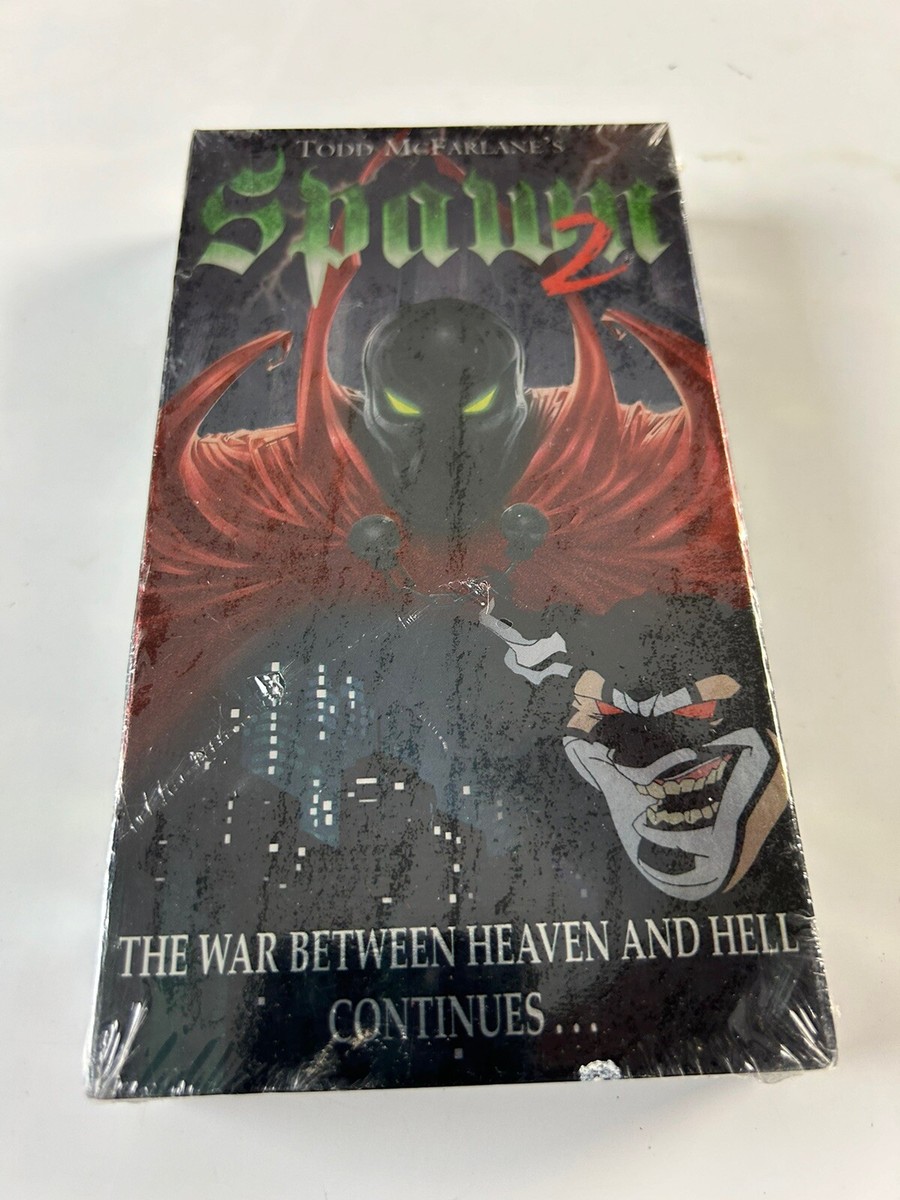 TODD MCFARLANE'S
Spawn
2
THE WAR BETWEEN HEAVEN AND HELL
CONTINUES...